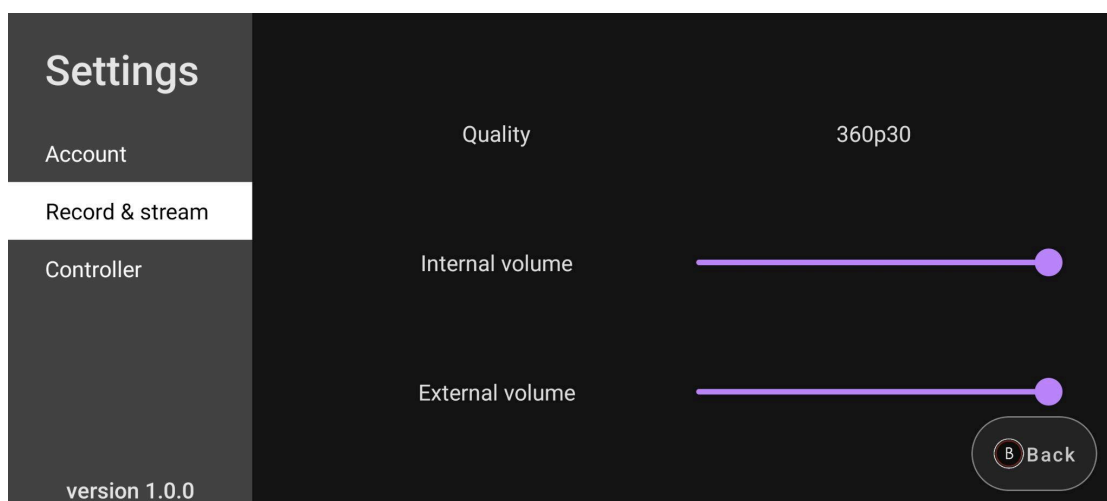 Settings
Account
Record & stream
Controller
version 1.0.0
Quality 360p30
Internal volume
External volume
B Back